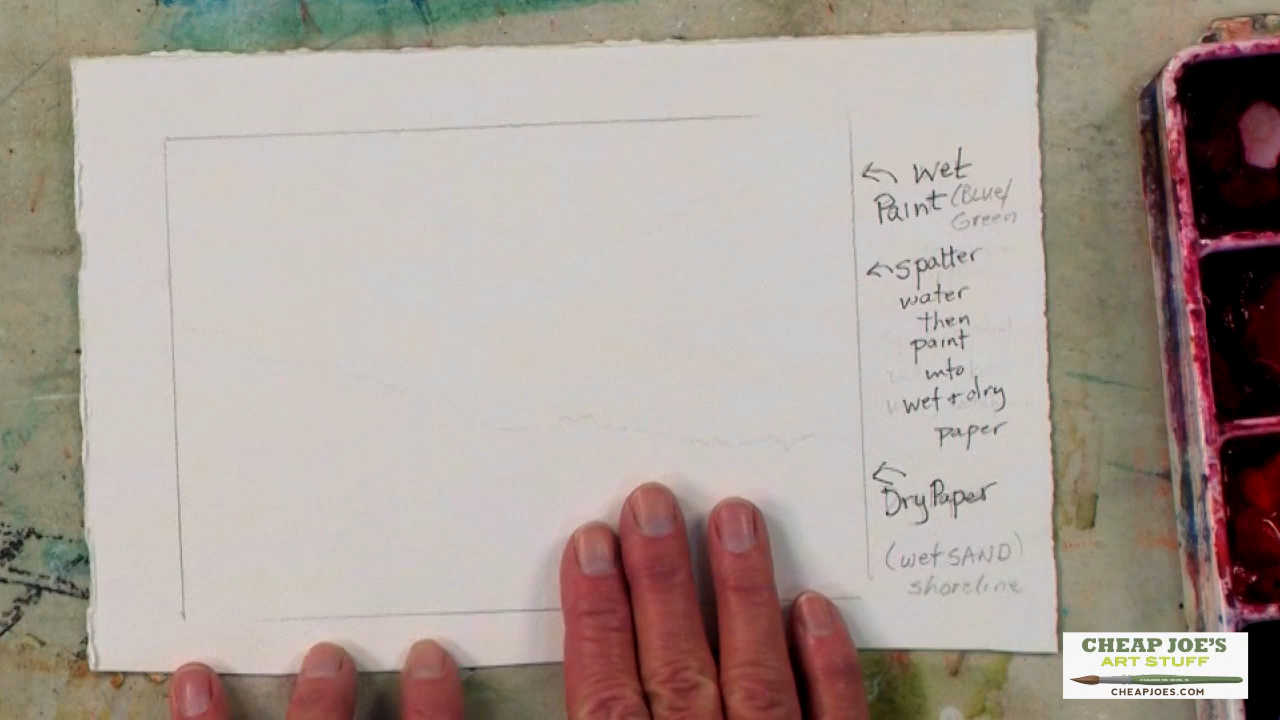 ← wet
Paint (Blue/
Green
← spatter
water
then
paint
into
wet + dry
paper
←
Dry Paper
(wet SAND)
shoreline
CHEAP JOE'S
ART STUFF
CHEAPJOES.COM